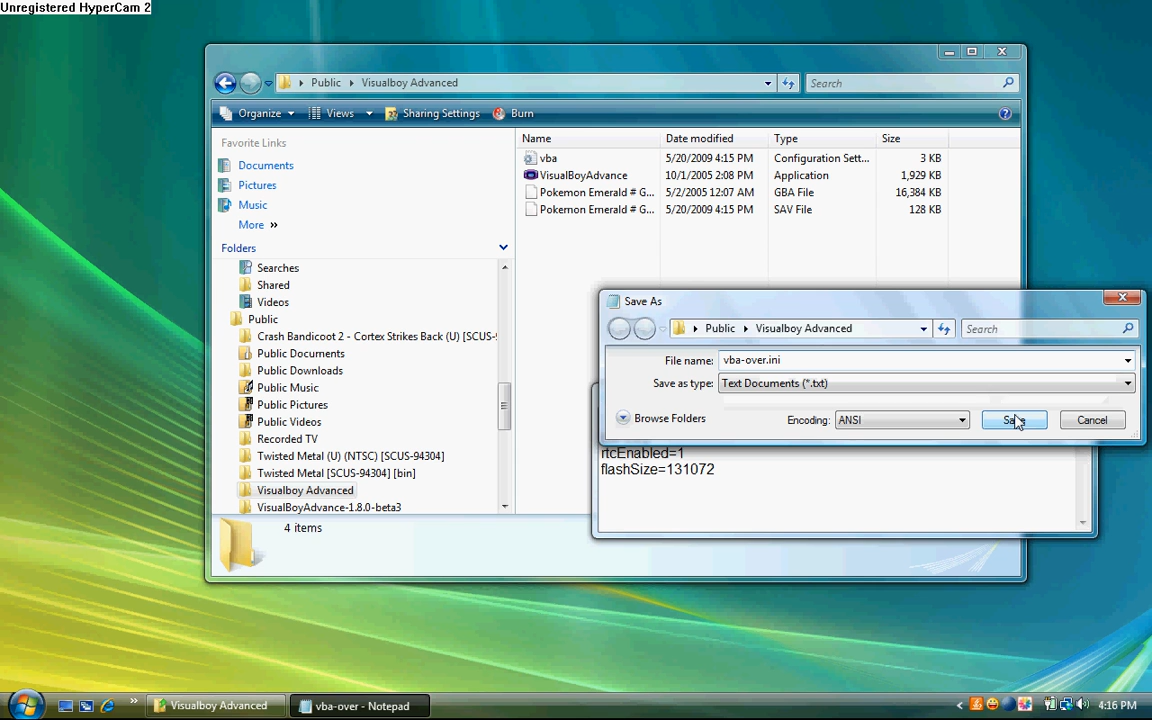 Unregistered HyperCam 2
Public Visualboy Advanced Search
Organize Views Sharing Settings Burn
Favorite Links
Documents
Pictures
Music
More »
Folders
Searches
Shared
Videos
Public
Crash Bandicoot 2 - Cortex Strikes Back (U) [SCUS-
Public Documents
Public Downloads
Public Music
Public Pictures
Public Videos
Recorded TV
Twisted Metal (U) (NTSC) [SCUS-94304]
Twisted Metal [SCUS-94304] [bin]
Visualboy Advanced
VisualBoyAdvance-1.8.0-beta3
Name Date modified Type Size
vba 5/20/2009 4:15 PM Configuration Sett... 3 KB
VisualBoyAdvance 10/1/2005 2:08 PM Application 1,929 KB
Pokemon Emerald # G... 5/2/2005 12:07 AM GBA File 16,384 KB
Pokemon Emerald # G... 5/20/2009 4:15 PM SAV File 128 KB
4 items
Save As
Public Visualboy Advanced Search
File name: vba-over.ini
Save as type: Text Documents (*.txt)
Browse Folders Encoding: ANSI Save Cancel
rtcEnabled=1
flashSize=131072
» Visualboy Advanced vba-over - Notepad < 4:16 PM